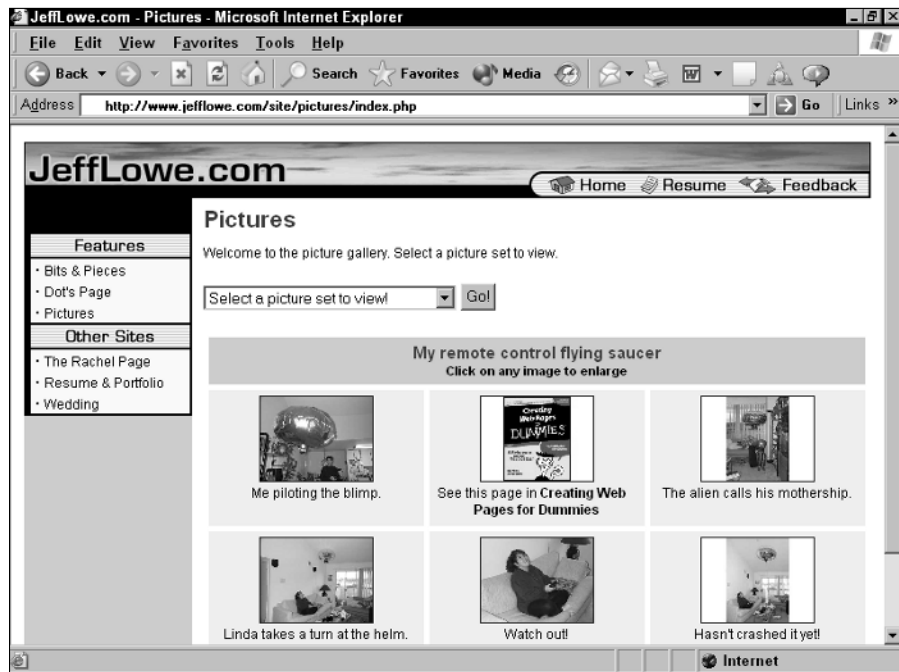 JeffLowe.com - Pictures - Microsoft Internet Explorer
File Edit View Favorites Tools Help
Back Search Favorites Media
Address http://www.jefflowe.com/site/pictures/index.php Go Links »
JeffLowe.com
Home Resume Feedback
Features
· Bits & Pieces
· Dot's Page
· Pictures
Other Sites
· The Rachel Page
· Resume & Portfolio
· Wedding
Pictures
Welcome to the picture gallery. Select a picture set to view.
Select a picture set to view! Go!
My remote control flying saucer
Click on any image to enlarge
Creating
Web Pages
DUMMIES
Me piloting the blimp.
See this page in Creating Web
Pages for Dummies
The alien calls his mothership.
Linda takes a turn at the helm.
Watch out!
Hasn't crashed it yet!
Internet